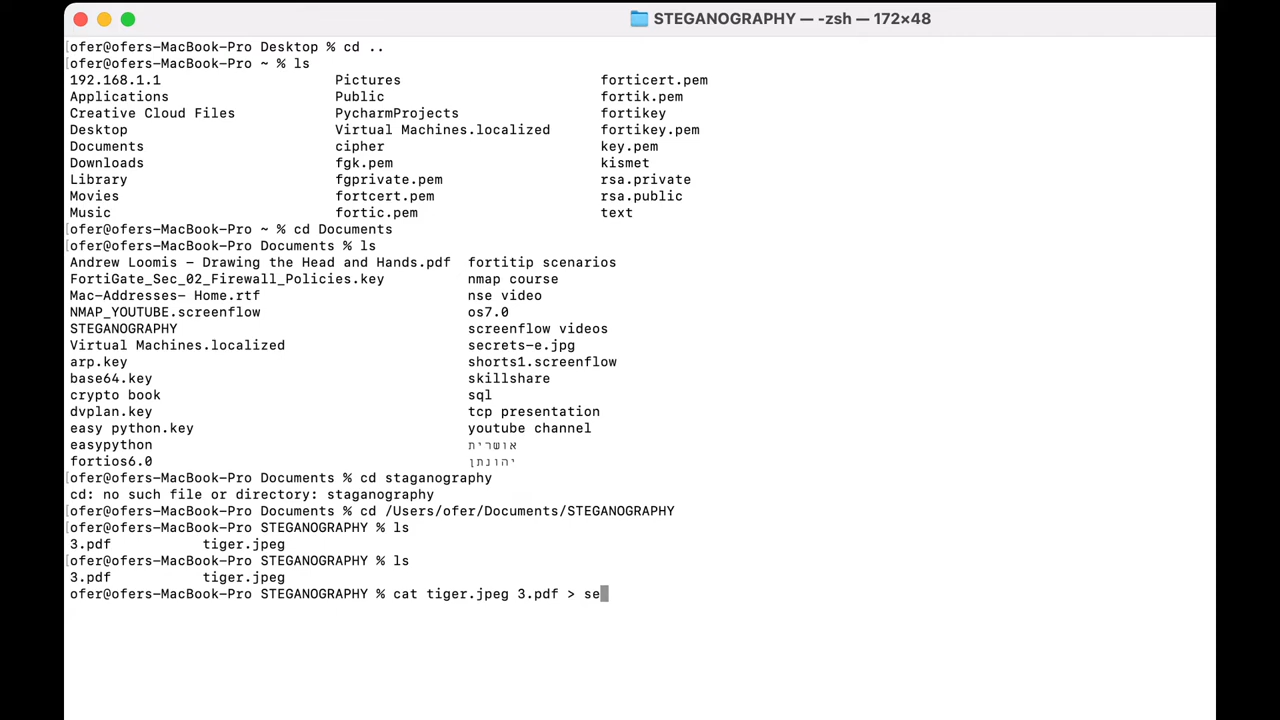 STEGANOGRAPHY — -zsh — 172×48
[ofer@ofers-MacBook-Pro Desktop % cd ..
[ofer@ofers-MacBook-Pro ~ % ls
192.168.1.1 Pictures forticert.pem
Applications Public fortik.pem
Creative Cloud Files PycharmProjects fortikey
Desktop Virtual Machines.localized fortikey.pem
Documents cipher key.pem
Downloads fgk.pem kismet
Library fgprivate.pem rsa.private
Movies fortcert.pem rsa.public
Music fortic.pem text
[ofer@ofers-MacBook-Pro ~ % cd Documents
[ofer@ofers-MacBook-Pro Documents % ls
Andrew Loomis - Drawing the Head and Hands.pdf fortitip scenarios
FortiGate_Sec_02_Firewall_Policies.key nmap course
Mac-Addresses- Home.rtf nse video
NMAP_YOUTUBE.screenflow os7.0
STEGANOGRAPHY screenflow videos
Virtual Machines.localized secrets-e.jpg
arp.key shorts1.screenflow
base64.key skillshare
crypto book sql
dvplan.key tcp presentation
easy python.key youtube channel
easypython אושרית
fortios6.0 יהונתן
[ofer@ofers-MacBook-Pro Documents % cd staganography
cd: no such file or directory: staganography
[ofer@ofers-MacBook-Pro Documents % cd /Users/ofer/Documents/STEGANOGRAPHY
[ofer@ofers-MacBook-Pro STEGANOGRAPHY % ls
3.pdf tiger.jpeg
[ofer@ofers-MacBook-Pro STEGANOGRAPHY % ls
3.pdf tiger.jpeg
ofer@ofers-MacBook-Pro STEGANOGRAPHY % cat tiger.jpeg 3.pdf > se